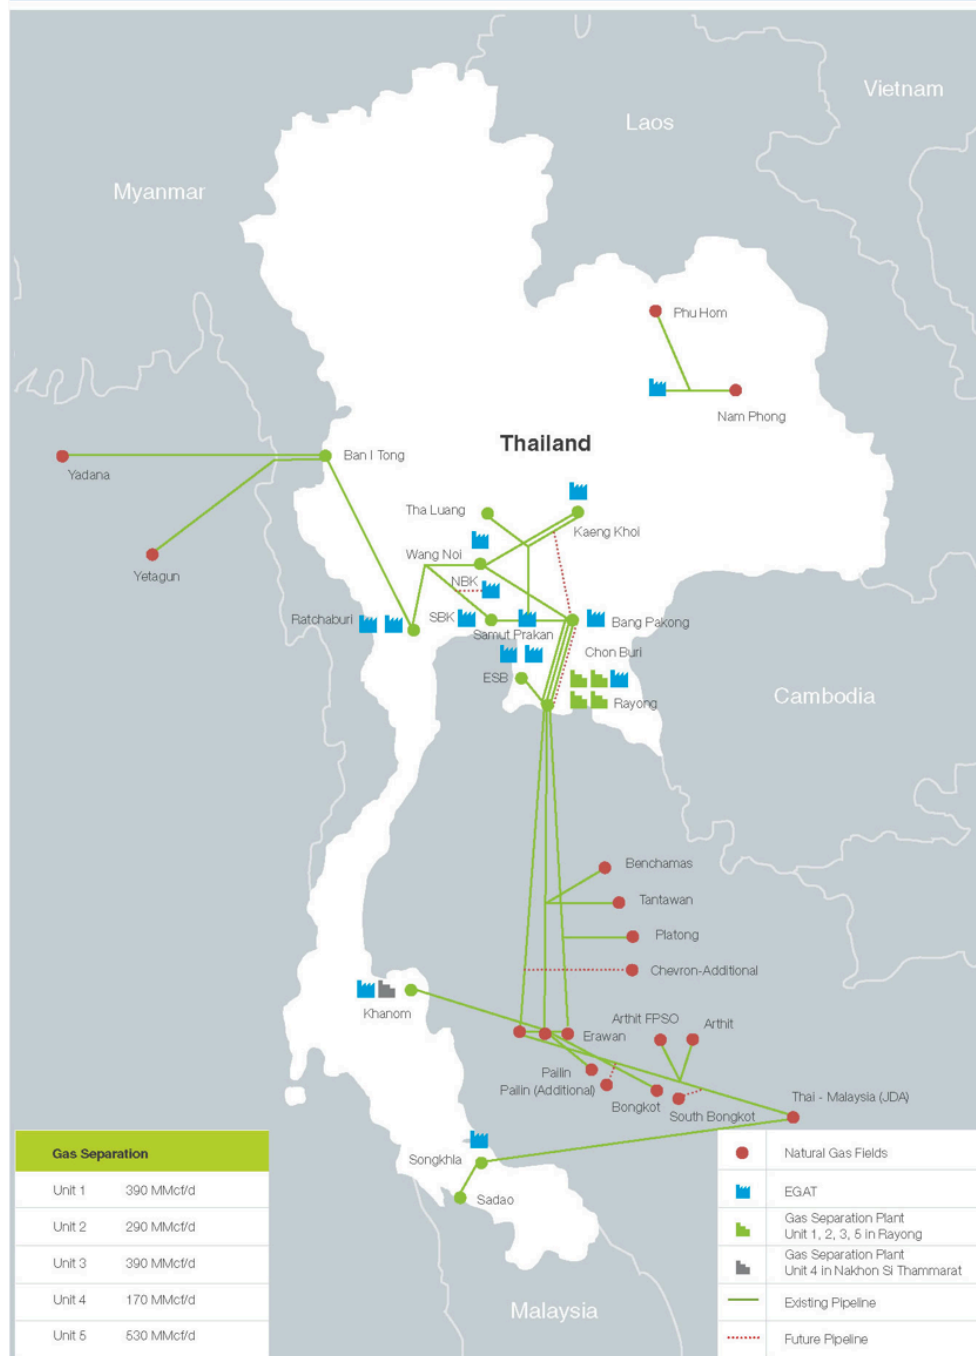 Vietnam
Laos
Myanmar
Phu Hom
Nam Phong
Thailand
Ban I Tong
Yadana
Tha Luang
Kaeng Khoi
Wang Noi
Yetagun
NBK
Ratchaburi
SBK
Samut Prakan
Bang Pakong
Chon Buri
ESB
Rayong
Cambodia
Benchamas
Tantawan
Platong
Chevron-Additional
Khanom
Arthit FPSO
Arthit
Erawan
Pailin
Pailin (Additional)
Bongkot
South Bongkot
Thai - Malaysia (JDA)
Songkhla
Sadao
Malaysia
Gas Separation
Unit 1 390 MMcf/d
Unit 2 290 MMcf/d
Unit 3 390 MMcf/d
Unit 4 170 MMcf/d
Unit 5 530 MMcf/d
Natural Gas Fields
EGAT
Gas Separation Plant
Unit 1, 2, 3, 5 in Rayong
Gas Separation Plant
Unit 4 in Nakhon Si Thammarat
Existing Pipeline
Future Pipeline